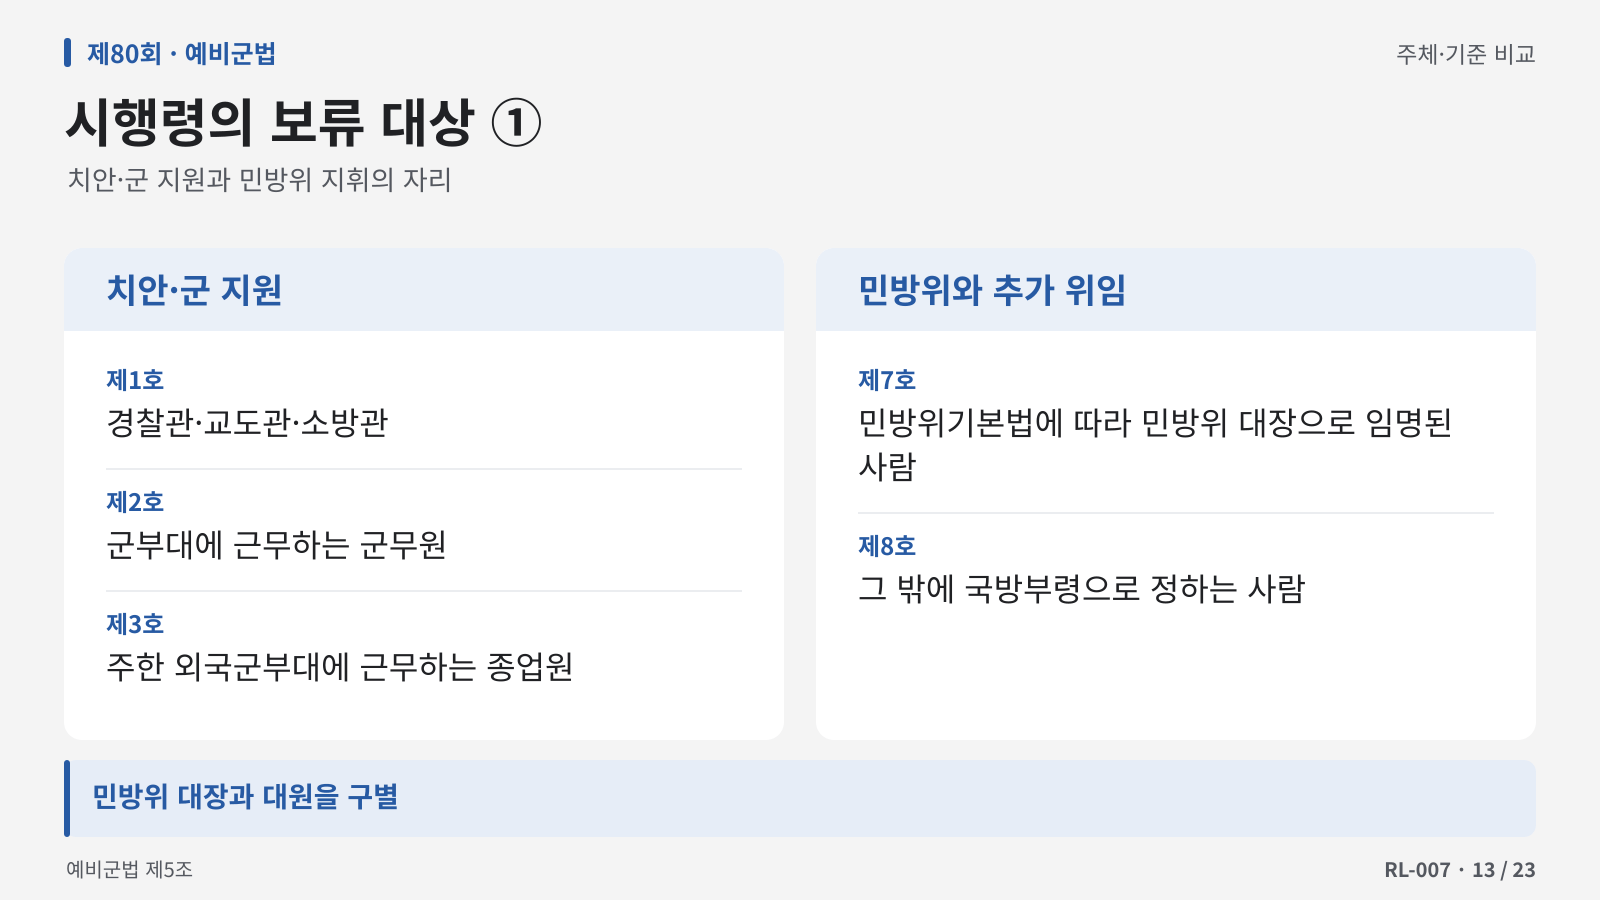 제80회 · 예비군법
주체·기준 비교
시행령의 보류 대상 ①
치안·군 지원과 민방위 지휘의 자리
치안·군 지원
제1호
경찰관·교도관·소방관
제2호
군부대에 근무하는 군무원
제3호
주한 외국군부대에 근무하는 종업원
민방위와 추가 위임
제7호
민방위기본법에 따라 민방위 대장으로 임명된
사람
제8호
그 밖에 국방부령으로 정하는 사람
민방위 대장과 대원을 구별
예비군법 제5조
RL-007 · 13 / 23